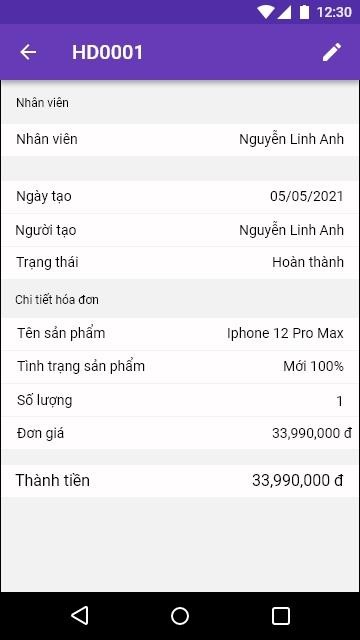 12:30
HD0001
Nhân viên
Nhân viên Nguyễn Linh Anh
Ngày tạo 05/05/2021
Người tạo Nguyễn Linh Anh
Trạng thái Hoàn thành
Chi tiết hóa đơn
Tên sản phẩm Iphone 12 Pro Max
Tình trạng sản phẩm Mới 100%
Số lượng 1
Đơn giá 33,990,000 đ
Thành tiền 33,990,000 đ